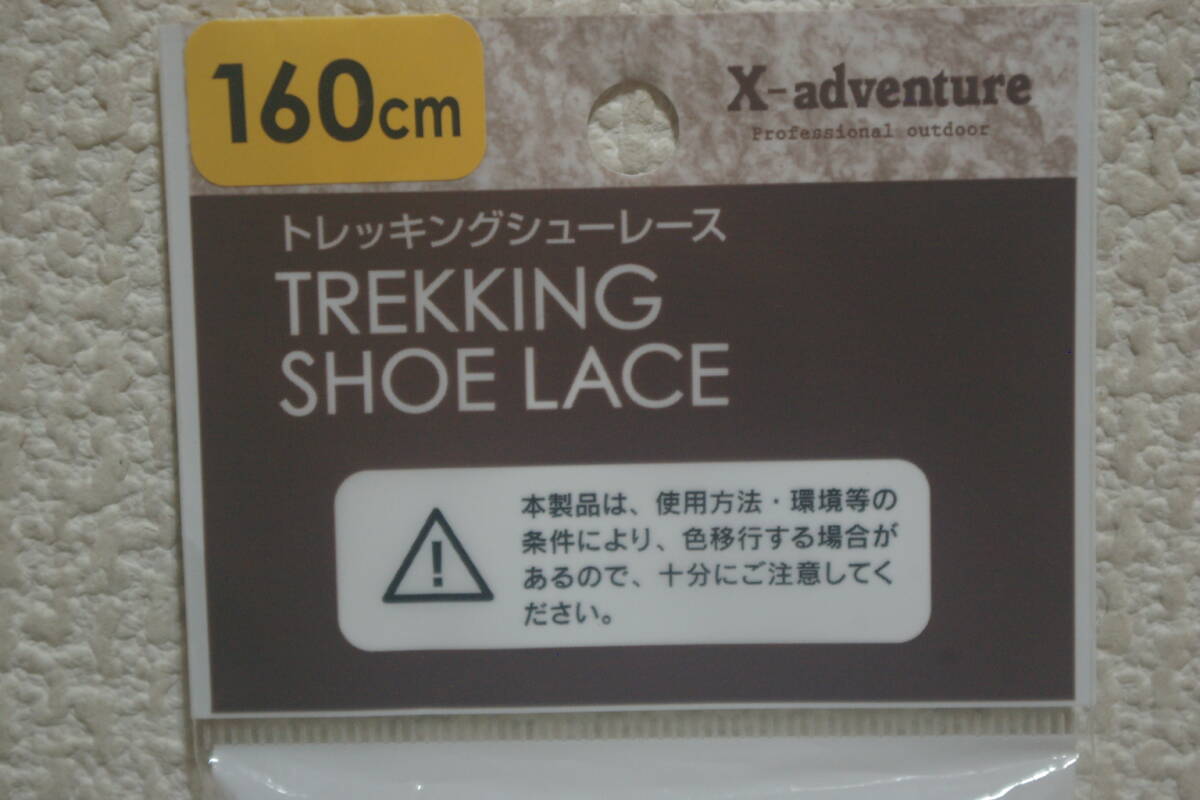 160cm
X-adventure
Professional outdoor
トレッキングシューレース
TREKKING
SHOE LACE
本製品は、使用方法・環境等の
条件により、色移行する場合が
あるので、十分にご注意してく
ださい。